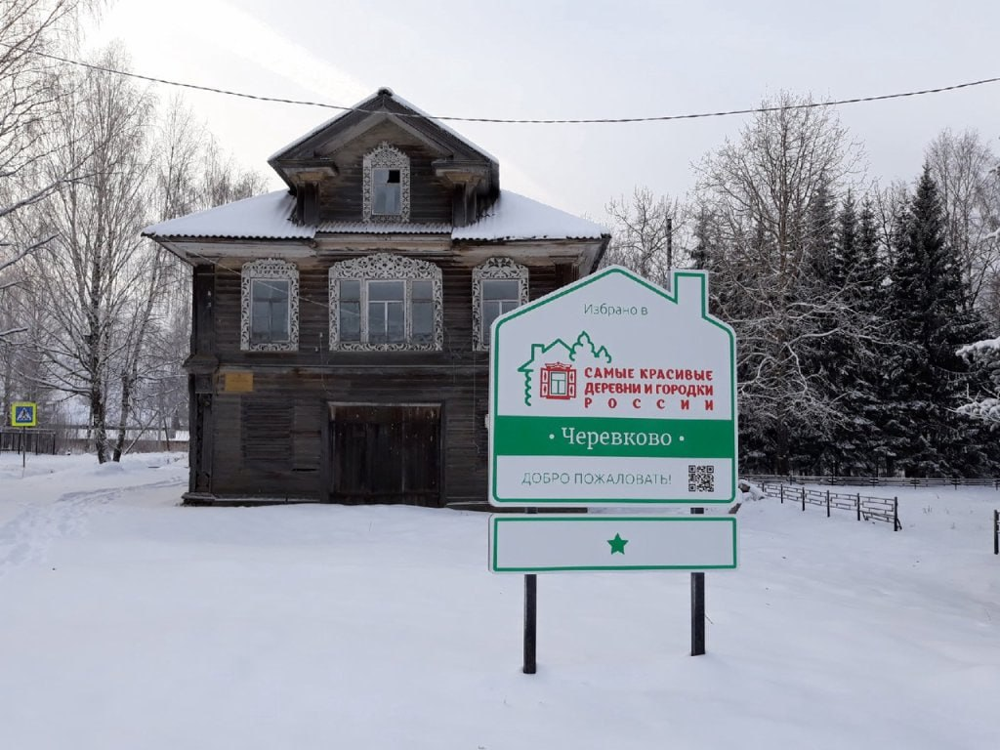 Избрано в
САМЫЕ КРАСИВЫЕ
ДЕРЕВНИ И ГОРОДКИ
РОССИИ
· Черевково ·
ДОБРО ПОЖАЛОВАТЬ!